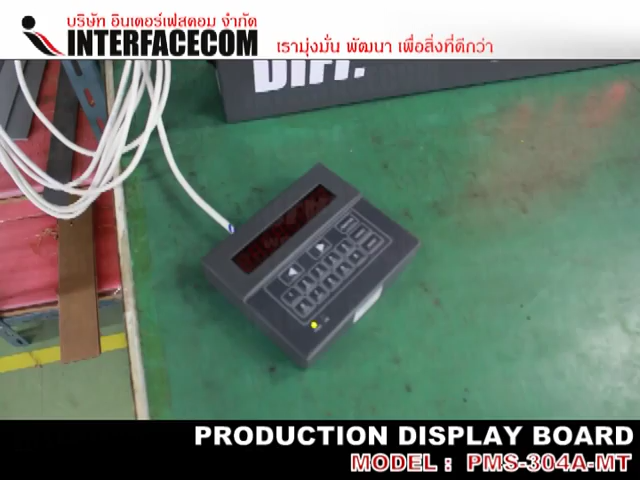 บริษัท อินเตอร์เฟสคอม จำกัด
INTERFACECOM เรามุ่งมั่น พัฒนา เพื่อสิ่งที่ดีกว่า
DIFF.
PRODUCTION DISPLAY BOARD
MODEL : PMS-304A-MT